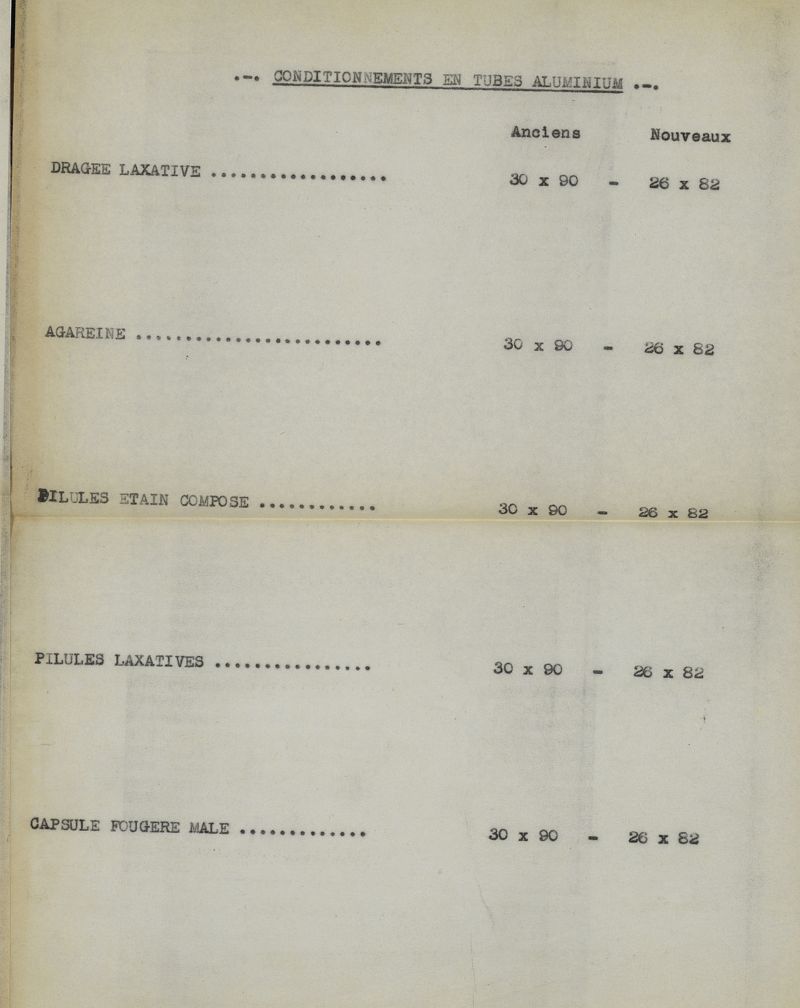 .-. CONDITIONNEMENTS EN TUBES ALUMINIUM .-.
Anciens Nouveaux
DRAGEE LAXATIVE .................. 30 x 90 - 26 x 82
AGAREINE ......................... 30 x 90 - 26 x 82
PILULES ETAIN COMPOSE ............ 30 x 90 - 26 x 82
PILULES LAXATIVES ................ 30 x 90 - 26 x 82
CAPSULE FOUGERE MALE ............. 30 x 90 - 26 x 82